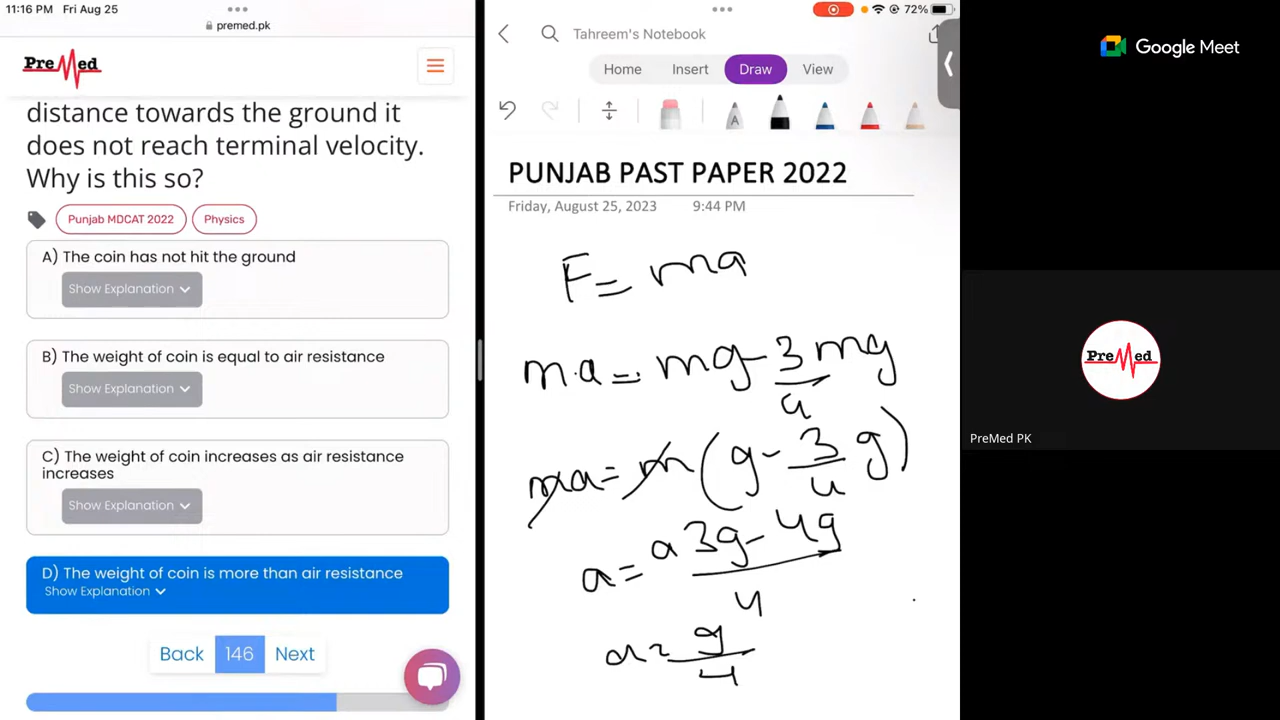 11:16 PM Fri Aug 25
premed.pk
PreMed
distance towards the ground it
does not reach terminal velocity.
Why is this so?
Punjab MDCAT 2022
Physics
A) The coin has not hit the ground
Show Explanation
B) The weight of coin is equal to air resistance
Show Explanation
C) The weight of coin increases as air resistance
increases
Show Explanation
D) The weight of coin is more than air resistance
Show Explanation
Back 146 Next
72%
Tahreem's Notebook
Home Insert Draw View
A
PUNJAB PAST PAPER 2022
Friday, August 25, 2023 9:44 PM
F = ma
ma = mg - 3/4 mg
ma = m (g - 3/4 g)
a = a 3g - 4g / 4
a = g/4
Google Meet
PreMed
PreMed PK